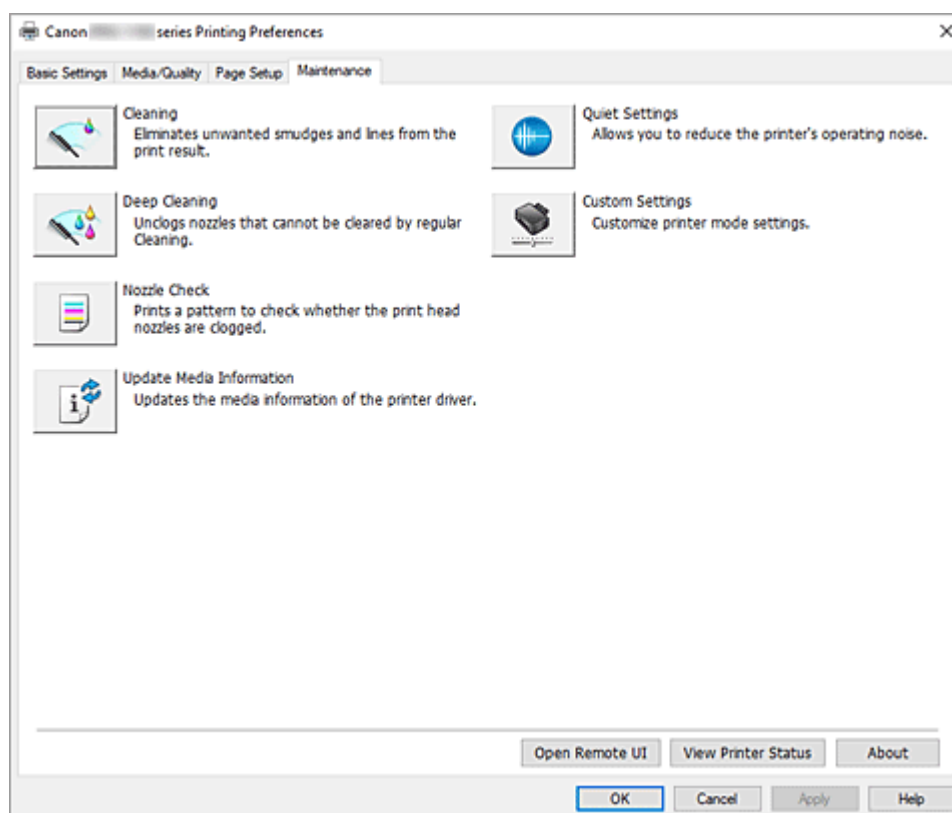 Canon series Printing Preferences
Basic Settings Media/Quality Page Setup Maintenance
Cleaning
Eliminates unwanted smudges and lines from the
print result.
Deep Cleaning
Unclogs nozzles that cannot be cleared by regular
Cleaning.
Nozzle Check
Prints a pattern to check whether the print head
nozzles are clogged.
Update Media Information
Updates the media information of the printer driver.
Quiet Settings
Allows you to reduce the printer's operating noise.
Custom Settings
Customize printer mode settings.
Open Remote UI View Printer Status About
OK Cancel Apply Help